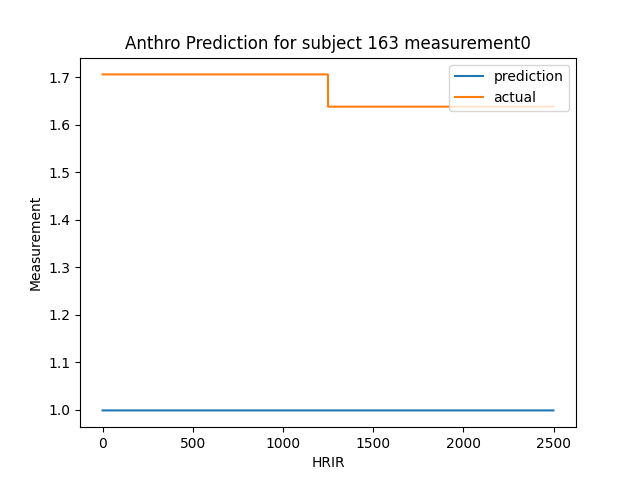 Anthro Prediction for subject 163 measurement0
prediction
actual
Measurement
1.7
1.6
1.5
1.4
1.3
1.2
1.1
1.0
0 500 1000 1500 2000 2500
HRIR